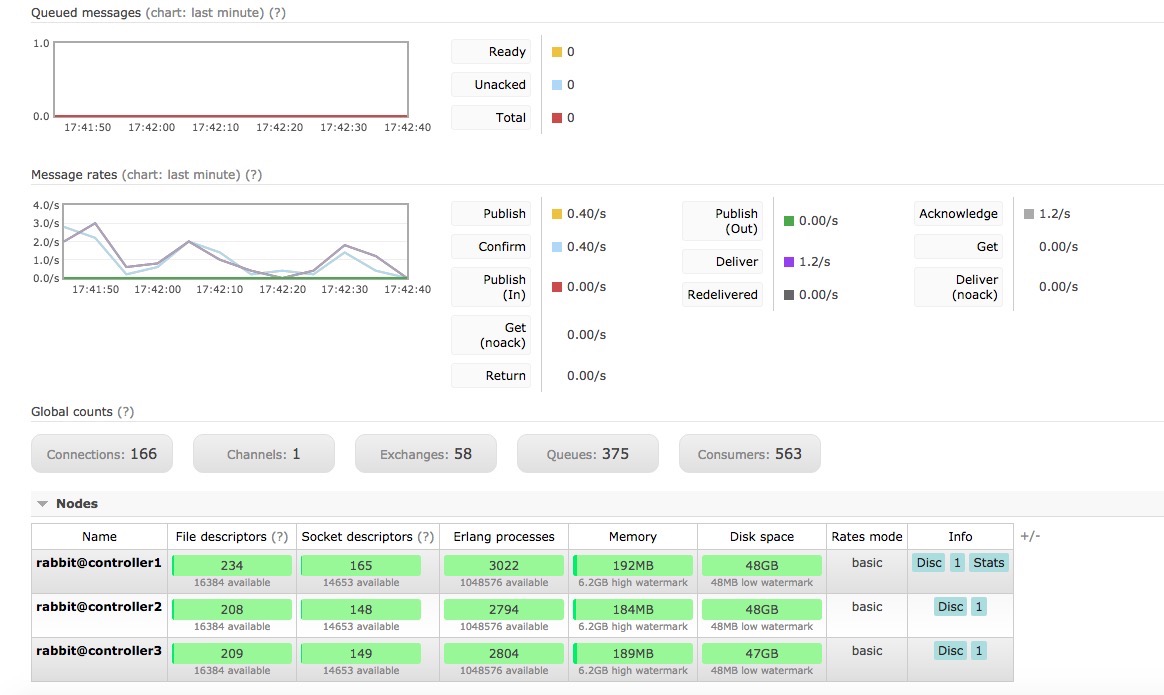 Queued messages (chart: last minute) (?)
1.0
0.0
17:41:50 17:42:00 17:42:10 17:42:20 17:42:30 17:42:40
Ready 0
Unacked 0
Total 0
Message rates (chart: last minute) (?)
4.0/s
3.0/s
2.0/s
1.0/s
0.0/s
17:41:50 17:42:00 17:42:10 17:42:20 17:42:30 17:42:40
Publish 0.40/s
Confirm 0.40/s
Publish
(In) 0.00/s
Get
(noack) 0.00/s
Return 0.00/s
Publish
(Out) 0.00/s
Deliver 1.2/s
Redelivered 0.00/s
Acknowledge 1.2/s
Get 0.00/s
Deliver
(noack) 0.00/s
Global counts (?)
Connections: 166 Channels: 1 Exchanges: 58 Queues: 375 Consumers: 563
Nodes
Name File descriptors (?) Socket descriptors (?) Erlang processes Memory Disk space Rates mode Info +/-
rabbit@controller1 234 165 3022 192MB 48GB basic Disc 1 Stats
16384 available 14653 available 1048576 available 6.2GB high watermark 48MB low watermark
rabbit@controller2 208 148 2794 184MB 48GB basic Disc 1
16384 available 14653 available 1048576 available 6.2GB high watermark 48MB low watermark
rabbit@controller3 209 149 2804 189MB 47GB basic Disc 1
16384 available 14653 available 1048576 available 6.2GB high watermark 48MB low watermark